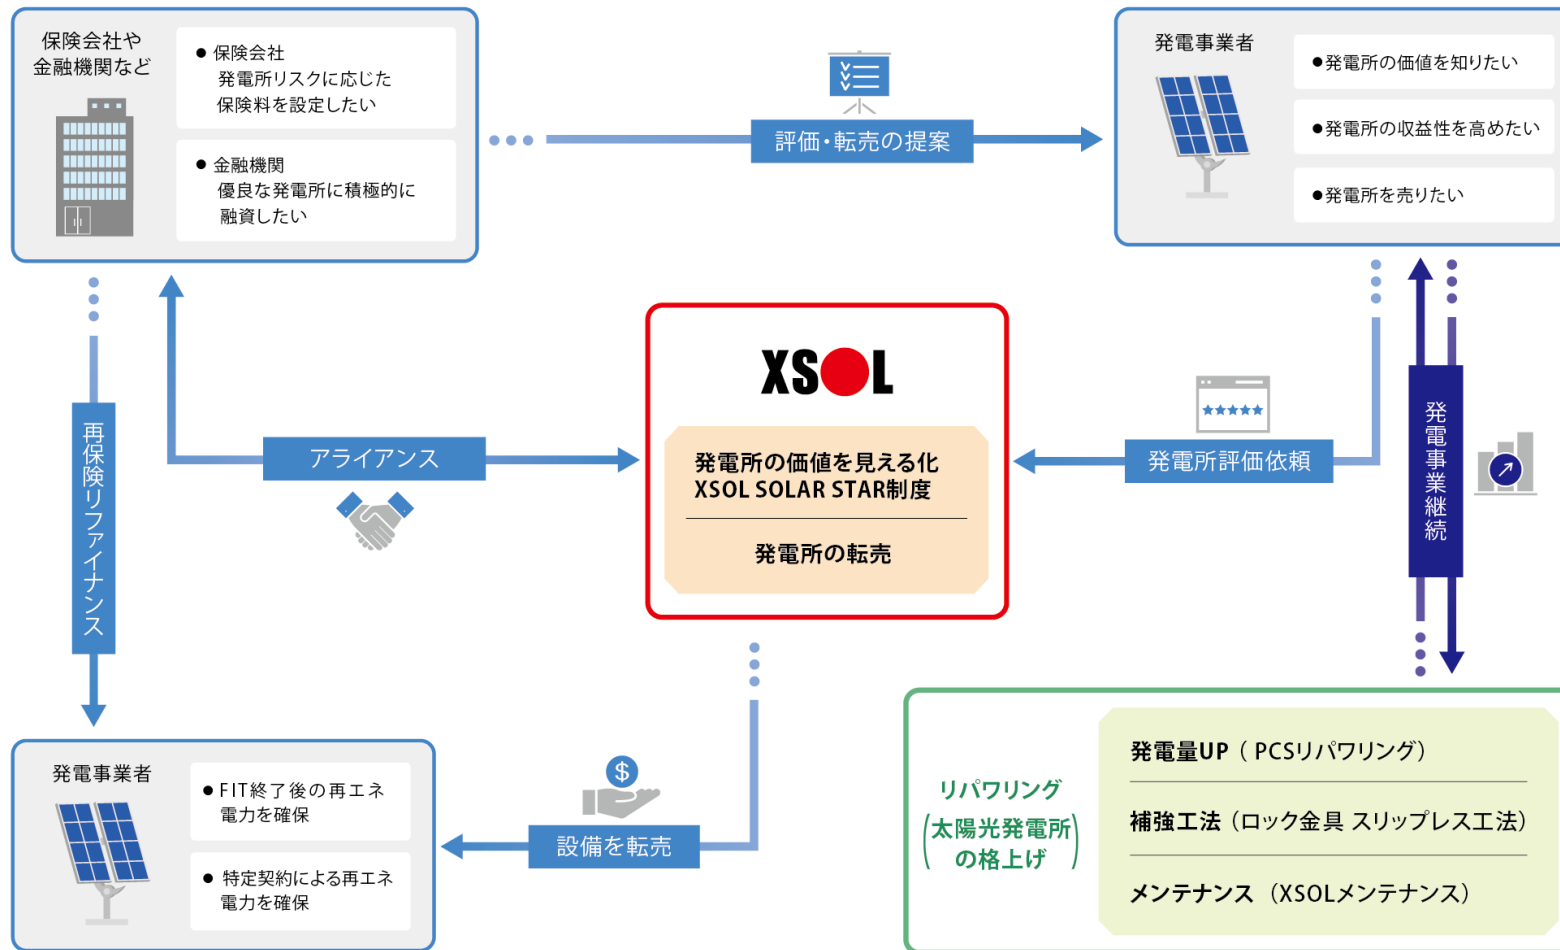 保険会社や
金融機関など
● 保険会社
発電所リスクに応じた
保険料を設定したい
● 金融機関
優良な発電所に積極的に
融資したい
評価・転売の提案
発電事業者
●発電所の価値を知りたい
●発電所の収益性を高めたい
●発電所を売りたい
XSOL
発電所の価値を見える化
XSOL SOLAR STAR制度
発電所の転売
アライアンス
発電所評価依頼
発電事業継続
再保険リファイナンス
発電事業者
● FIT終了後の再エネ
電力を確保
● 特定契約による再エネ
電力を確保
$
設備を転売
リパワリング
(太陽光発電所
の格上げ)
発電量UP（PCSリパワリング）
補強工法（ロック金具 スリップレス工法）
メンテナンス（XSOLメンテナンス）